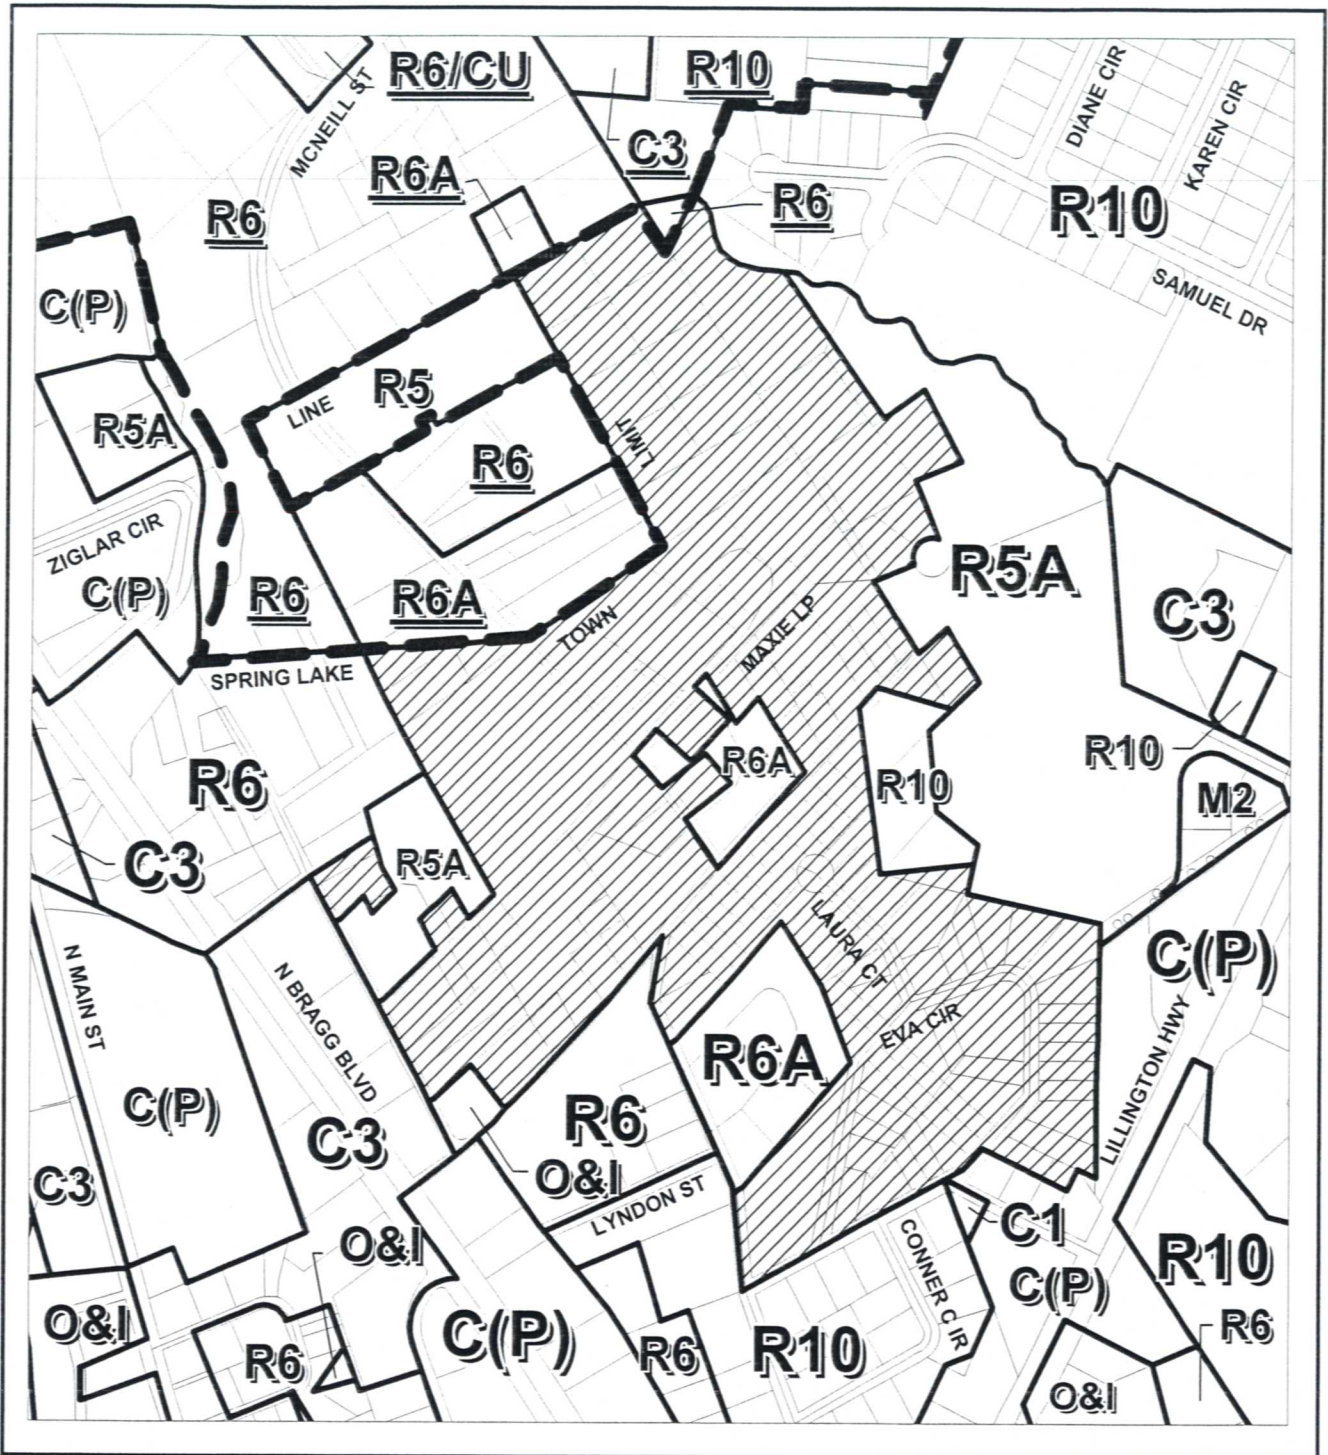 R6/CU
R10
MCNEILL ST
DIANE CIR
KAREN CIR
C3
R6A
R6
R6
R10
SAMUEL DR
C(P)
R5
LINE
R5A
LIMIT
R6
ZIGLAR CIR
C(P)
R6
R6A
TOWN
MAXIE LP
R5A
C3
SPRING LAKE
R6
R6A
R10
R10
M2
C3
R5A
N MAIN ST
N BRAGG BLVD
LAURA CT
EVA CIR
C(P)
LILLINGTON HWY
R6A
C(P)
C3
R6
O&I
C3
LYNDON ST
O&I
CONNER CIR
C1
C(P)
R10
O&I
R6
C(P)
R6
R10
R6
O&I